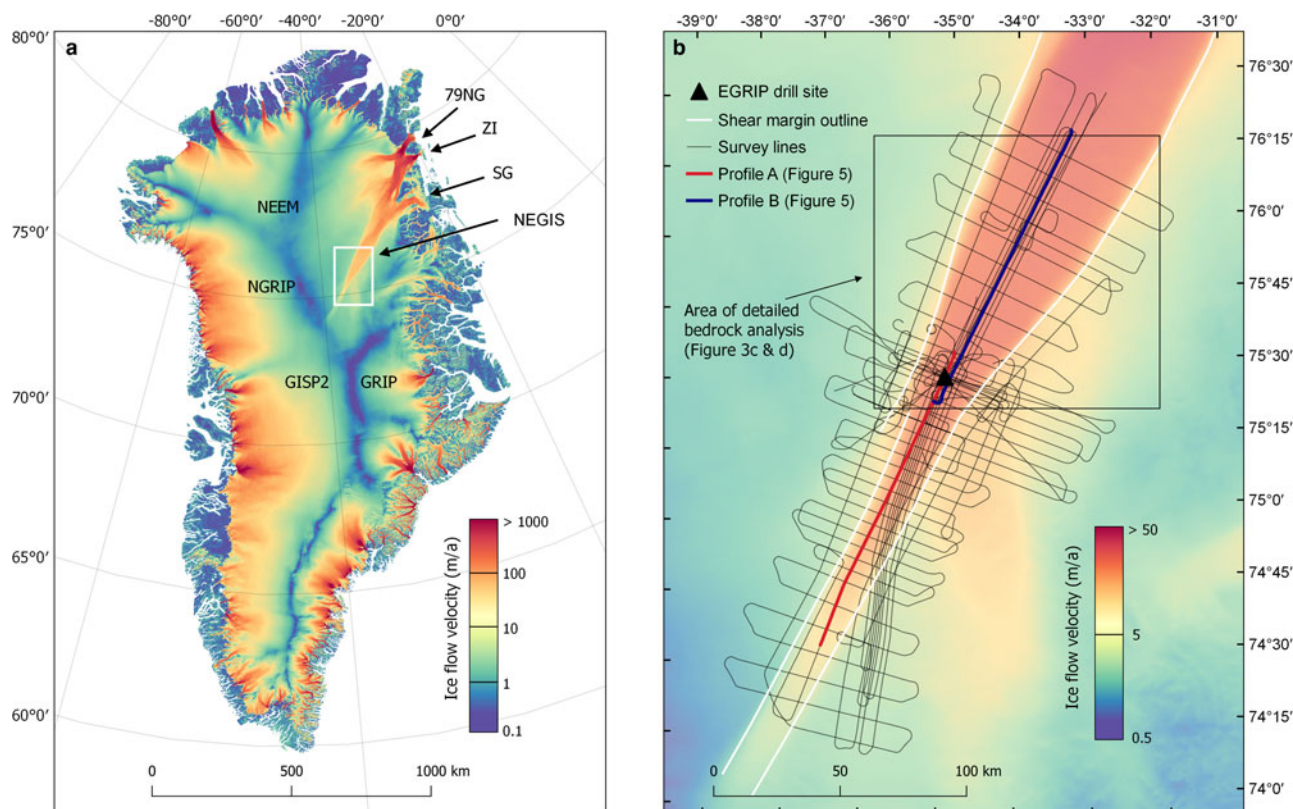 -80°0' -60°0' -40°0' -20°0' 0°0'
80°0'
75°0'
70°0'
65°0'
60°0'
a
79NG
ZI
SG
NEGIS
NEEM
NGRIP
GISP2 GRIP
Ice flow velocity (m/a)
> 1000
100
10
1
0.1
0 500 1000 km
-39°0' -38°0' -37°0' -36°0' -35°0' -34°0' -33°0' -32°0' -31°0'
b
EGRIP drill site
Shear margin outline
Survey lines
Profile A (Figure 5)
Profile B (Figure 5)
Area of detailed
bedrock analysis
(Figure 3c & d)
76°30'
76°15'
76°0'
75°45'
75°30'
75°15'
75°0'
74°45'
74°30'
74°15'
74°0'
Ice flow velocity (m/a)
> 50
5
0.5
0 50 100 km